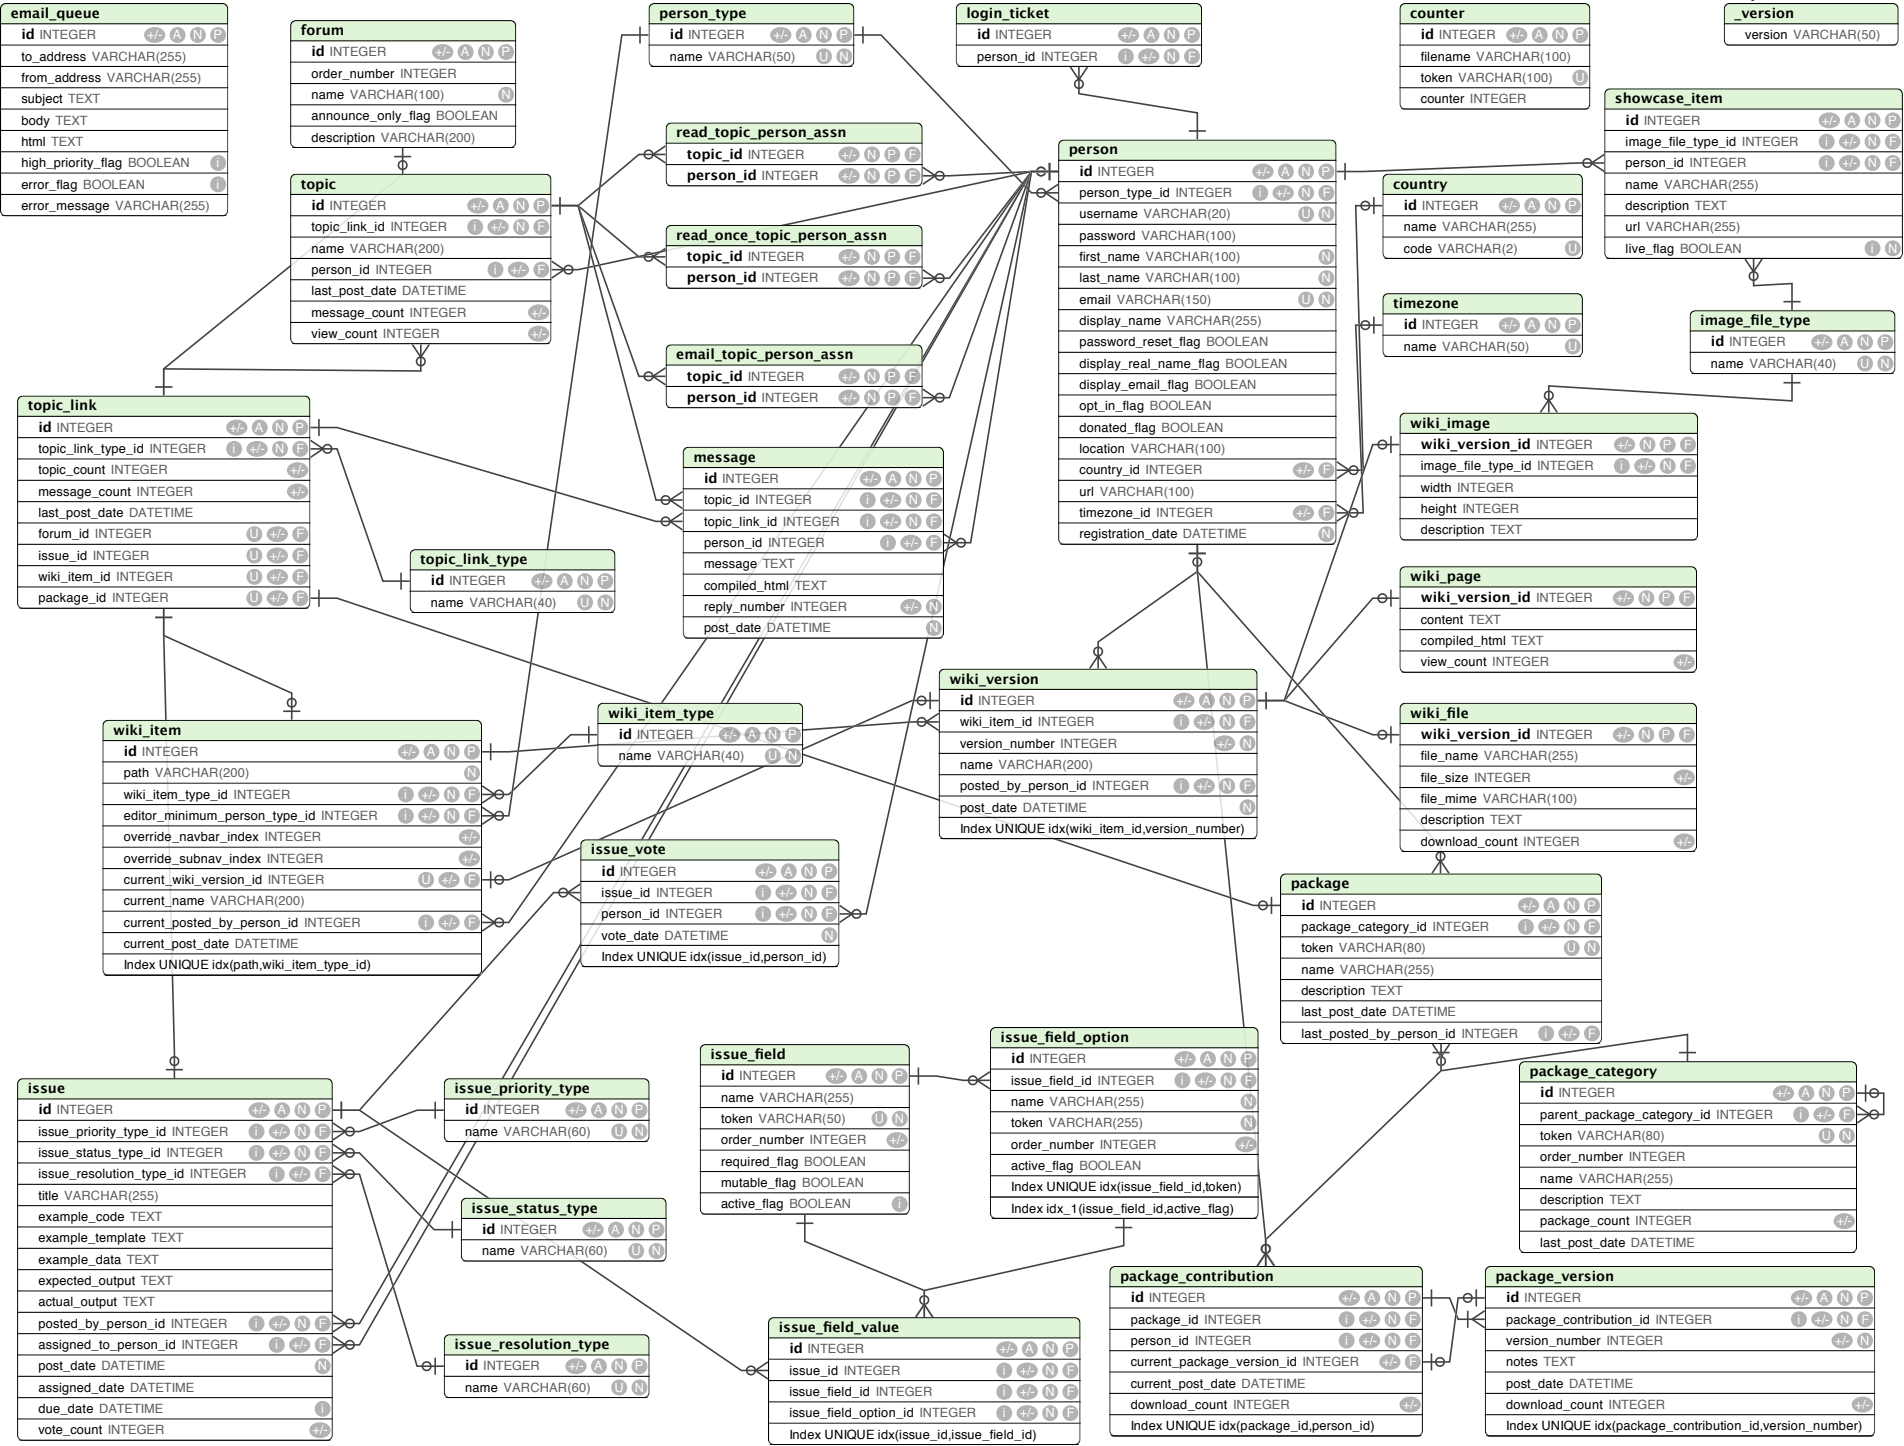 email_queue
id INTEGER +/- A N P
to_address VARCHAR(255)
from_address VARCHAR(255)
subject TEXT
body TEXT
html TEXT
high_priority_flag BOOLEAN i
error_flag BOOLEAN i
error_message VARCHAR(255)
forum
id INTEGER +/- A N P
order_number INTEGER
name VARCHAR(100) N
announce_only_flag BOOLEAN
description VARCHAR(200)
person_type
id INTEGER +/- A N P
name VARCHAR(50) U N
login_ticket
id INTEGER +/- A N P
person_id INTEGER i +/- N F
counter
id INTEGER +/- A N P
filename VARCHAR(100)
token VARCHAR(100) U
counter INTEGER
_version
version VARCHAR(50)
showcase_item
id INTEGER +/- A N P
image_file_type_id INTEGER i +/- N F
person_id INTEGER i +/- N F
name VARCHAR(255)
description TEXT
url VARCHAR(255)
live_flag BOOLEAN i N
read_topic_person_assn
topic_id INTEGER +/- N P F
person_id INTEGER +/- N P F
topic
id INTEGER +/- A N P
topic_link_id INTEGER i +/- N F
name VARCHAR(200)
person_id INTEGER i +/- F
last_post_date DATETIME
message_count INTEGER +/-
view_count INTEGER +/-
read_once_topic_person_assn
topic_id INTEGER +/- N P F
person_id INTEGER +/- N P F
email_topic_person_assn
topic_id INTEGER +/- N P F
person_id INTEGER +/- N P F
person
id INTEGER +/- A N P
person_type_id INTEGER i +/- N F
username VARCHAR(20) U N
password VARCHAR(100)
first_name VARCHAR(100) N
last_name VARCHAR(100) N
email VARCHAR(150) U N
display_name VARCHAR(255)
password_reset_flag BOOLEAN
display_real_name_flag BOOLEAN
display_email_flag BOOLEAN
opt_in_flag BOOLEAN
donated_flag BOOLEAN
location VARCHAR(100)
country_id INTEGER +/- F
url VARCHAR(100)
timezone_id INTEGER +/- F
registration_date DATETIME N
country
id INTEGER +/- A N P
name VARCHAR(255)
code VARCHAR(2) U
timezone
id INTEGER +/- A N P
name VARCHAR(50) U
image_file_type
id INTEGER +/- A N P
name VARCHAR(40) U N
topic_link
id INTEGER +/- A N P
topic_link_type_id INTEGER i +/- N F
topic_count INTEGER +/-
message_count INTEGER +/-
last_post_date DATETIME
forum_id INTEGER U +/- F
issue_id INTEGER U +/- F
wiki_item_id INTEGER U +/- F
package_id INTEGER U +/- F
topic_link_type
id INTEGER +/- A N P
name VARCHAR(40) U N
message
id INTEGER +/- A N P
topic_id INTEGER i +/- N F
topic_link_id INTEGER i +/- N F
person_id INTEGER i +/- F
message TEXT
compiled_html TEXT
reply_number INTEGER +/- N
post_date DATETIME N
wiki_image
wiki_version_id INTEGER +/- N P F
image_file_type_id INTEGER i +/- N F
width INTEGER
height INTEGER
description TEXT
wiki_page
wiki_version_id INTEGER +/- N P F
content TEXT
compiled_html TEXT
view_count INTEGER +/-
wiki_version
id INTEGER +/- A N P
wiki_item_id INTEGER i +/- N F
version_number INTEGER +/- N
name VARCHAR(200)
posted_by_person_id INTEGER i +/- N F
post_date DATETIME N
Index UNIQUE idx(wiki_item_id,version_number)
wiki_file
wiki_version_id INTEGER +/- N P F
file_name VARCHAR(255)
file_size INTEGER +/-
file_mime VARCHAR(100)
description TEXT
download_count INTEGER +/-
wiki_item
id INTEGER +/- A N P
path VARCHAR(200) N
wiki_item_type_id INTEGER i +/- N F
editor_minimum_person_type_id INTEGER i +/- N F
override_navbar_index INTEGER +/-
override_subnav_index INTEGER +/-
current_wiki_version_id INTEGER U +/- F
current_name VARCHAR(200)
current_posted_by_person_id INTEGER i +/- F
current_post_date DATETIME
Index UNIQUE idx(path,wiki_item_type_id)
wiki_item_type
id INTEGER +/- A N P
name VARCHAR(40) U N
issue_vote
id INTEGER +/- A N P
issue_id INTEGER i +/- N F
person_id INTEGER i +/- N F
vote_date DATETIME N
Index UNIQUE idx(issue_id,person_id)
package
id INTEGER +/- A N P
package_category_id INTEGER i +/- N F
token VARCHAR(80) U N
name VARCHAR(255)
description TEXT
last_post_date DATETIME
last_posted_by_person_id INTEGER i +/- F
issue
id INTEGER +/- A N P
issue_priority_type_id INTEGER i +/- N F
issue_status_type_id INTEGER i +/- N F
issue_resolution_type_id INTEGER i +/- F
title VARCHAR(255)
example_code TEXT
example_template TEXT
example_data TEXT
expected_output TEXT
actual_output TEXT
posted_by_person_id INTEGER i +/- N F
assigned_to_person_id INTEGER i +/- F
post_date DATETIME N
assigned_date DATETIME
due_date DATETIME i
vote_count INTEGER +/-
issue_priority_type
id INTEGER +/- A N P
name VARCHAR(60) U N
issue_status_type
id INTEGER +/- A N P
name VARCHAR(60) U N
issue_resolution_type
id INTEGER +/- A N P
name VARCHAR(60) U N
issue_field
id INTEGER +/- A N P
name VARCHAR(255)
token VARCHAR(50) U N
order_number INTEGER +/-
required_flag BOOLEAN
mutable_flag BOOLEAN
active_flag BOOLEAN i
issue_field_option
id INTEGER +/- A N P
issue_field_id INTEGER i +/- N F
name VARCHAR(255) N
token VARCHAR(255) N
order_number INTEGER +/-
active_flag BOOLEAN
Index UNIQUE idx(issue_field_id,token)
Index idx_1(issue_field_id,active_flag)
package_category
id INTEGER +/- A N P
parent_package_category_id INTEGER i +/- F
token VARCHAR(80) U N
order_number INTEGER
name VARCHAR(255)
description TEXT
package_count INTEGER +/-
last_post_date DATETIME
issue_field_value
id INTEGER +/- A N P
issue_id INTEGER i +/- N F
issue_field_id INTEGER i +/- N F
issue_field_option_id INTEGER i +/- N F
Index UNIQUE idx(issue_id,issue_field_id)
package_contribution
id INTEGER +/- A N P
package_id INTEGER i +/- N F
person_id INTEGER i +/- N F
current_package_version_id INTEGER +/- F
current_post_date DATETIME
download_count INTEGER +/-
Index UNIQUE idx(package_id,person_id)
package_version
id INTEGER +/- A N P
package_contribution_id INTEGER i +/- N F
version_number INTEGER +/- N
notes TEXT
post_date DATETIME
download_count INTEGER +/-
Index UNIQUE idx(package_contribution_id,version_number)